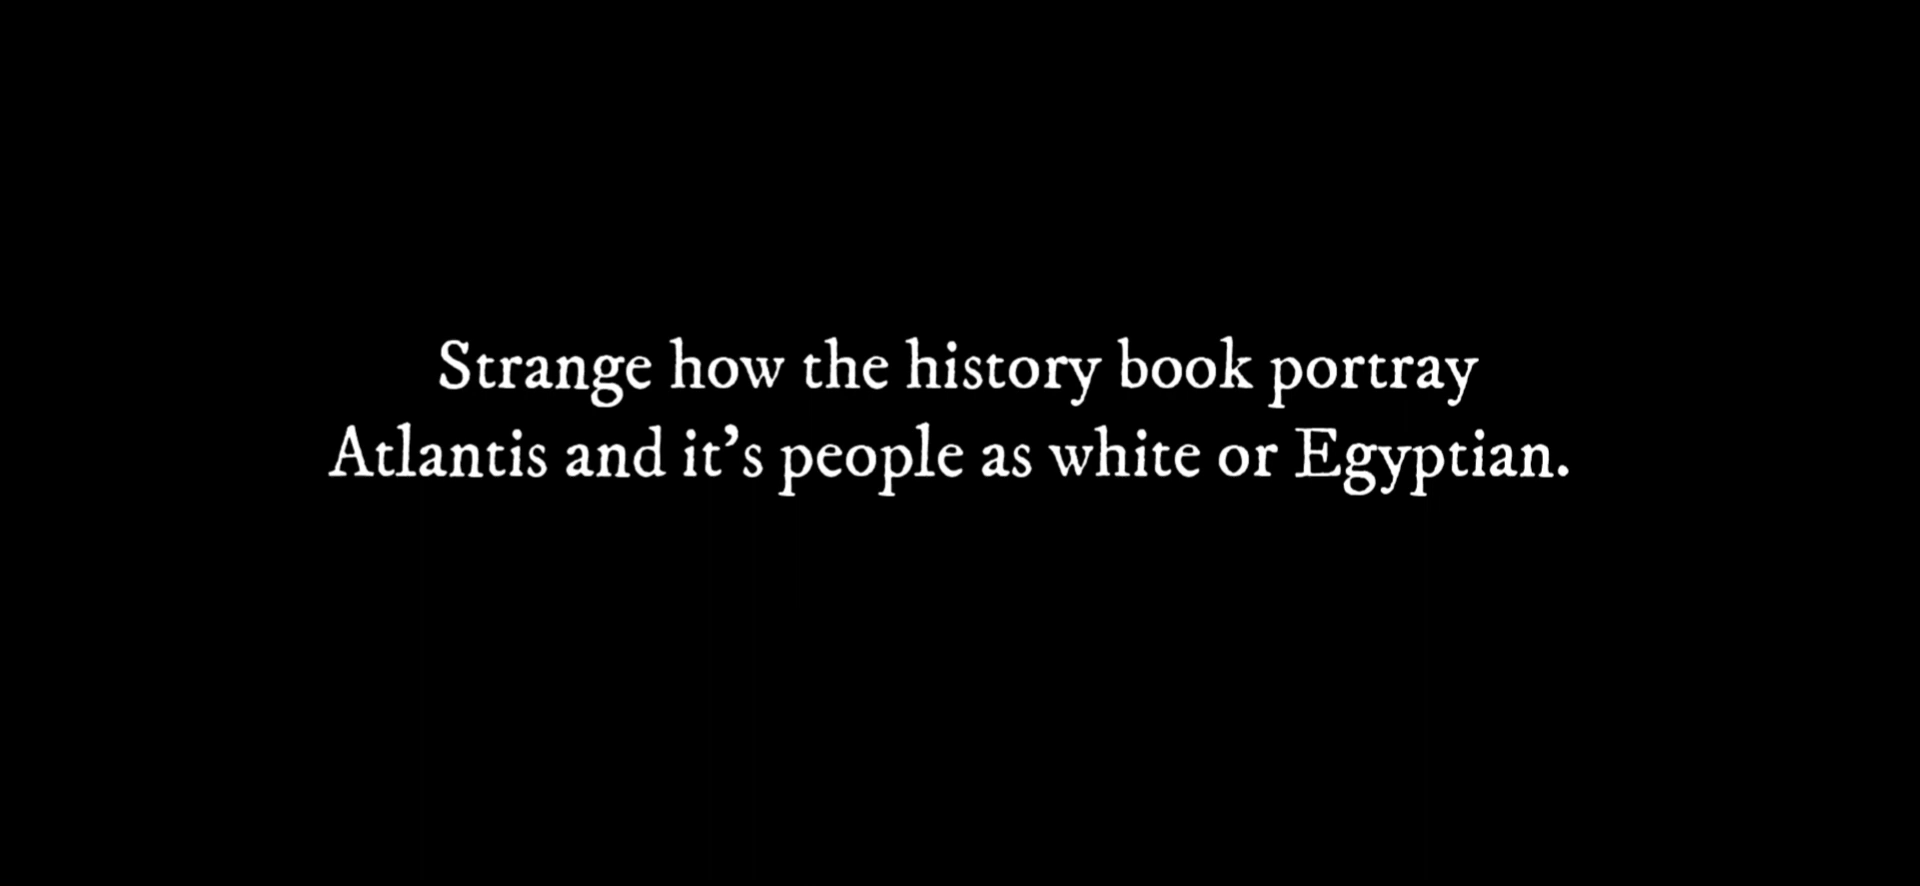 Strange how the history book portray
Atlantis and it’s people as white or Egyptian.